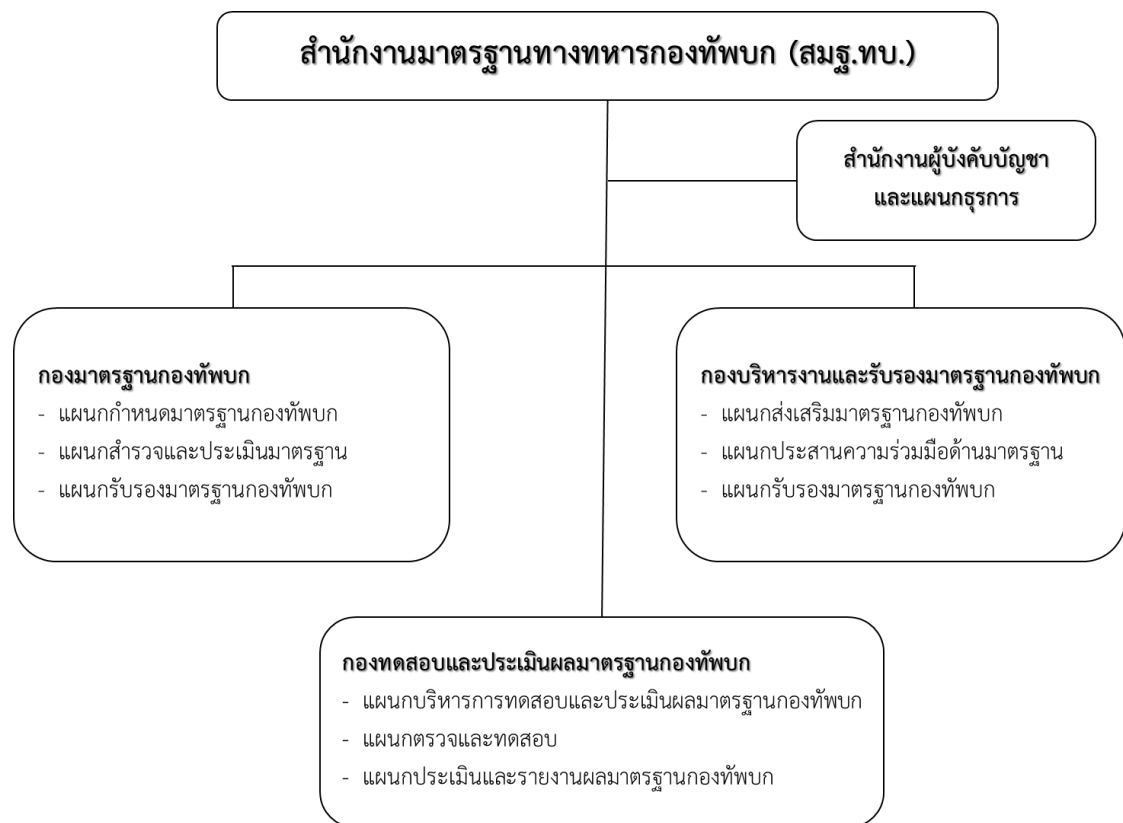 สำนักงานมาตรฐานทางทหารกองทัพบก (สมฐ.ทบ.)
สำนักงานผู้บังคับบัญชา
และแผนกธุรการ
กองมาตรฐานกองทัพบก
- แผนกกำหนดมาตรฐานกองทัพบก
- แผนกสำรวจและประเมินมาตรฐาน
- แผนกรับรองมาตรฐานกองทัพบก
กองบริหารงานและรับรองมาตรฐานกองทัพบก
- แผนกส่งเสริมมาตรฐานกองทัพบก
- แผนกประสานความร่วมมือด้านมาตรฐาน
- แผนกรับรองมาตรฐานกองทัพบก
กองทดสอบและประเมินผลมาตรฐานกองทัพบก
- แผนกบริหารการทดสอบและประเมินผลมาตรฐานกองทัพบก
- แผนกตรวจและทดสอบ
- แผนกประเมินและรายงานผลมาตรฐานกองทัพบก